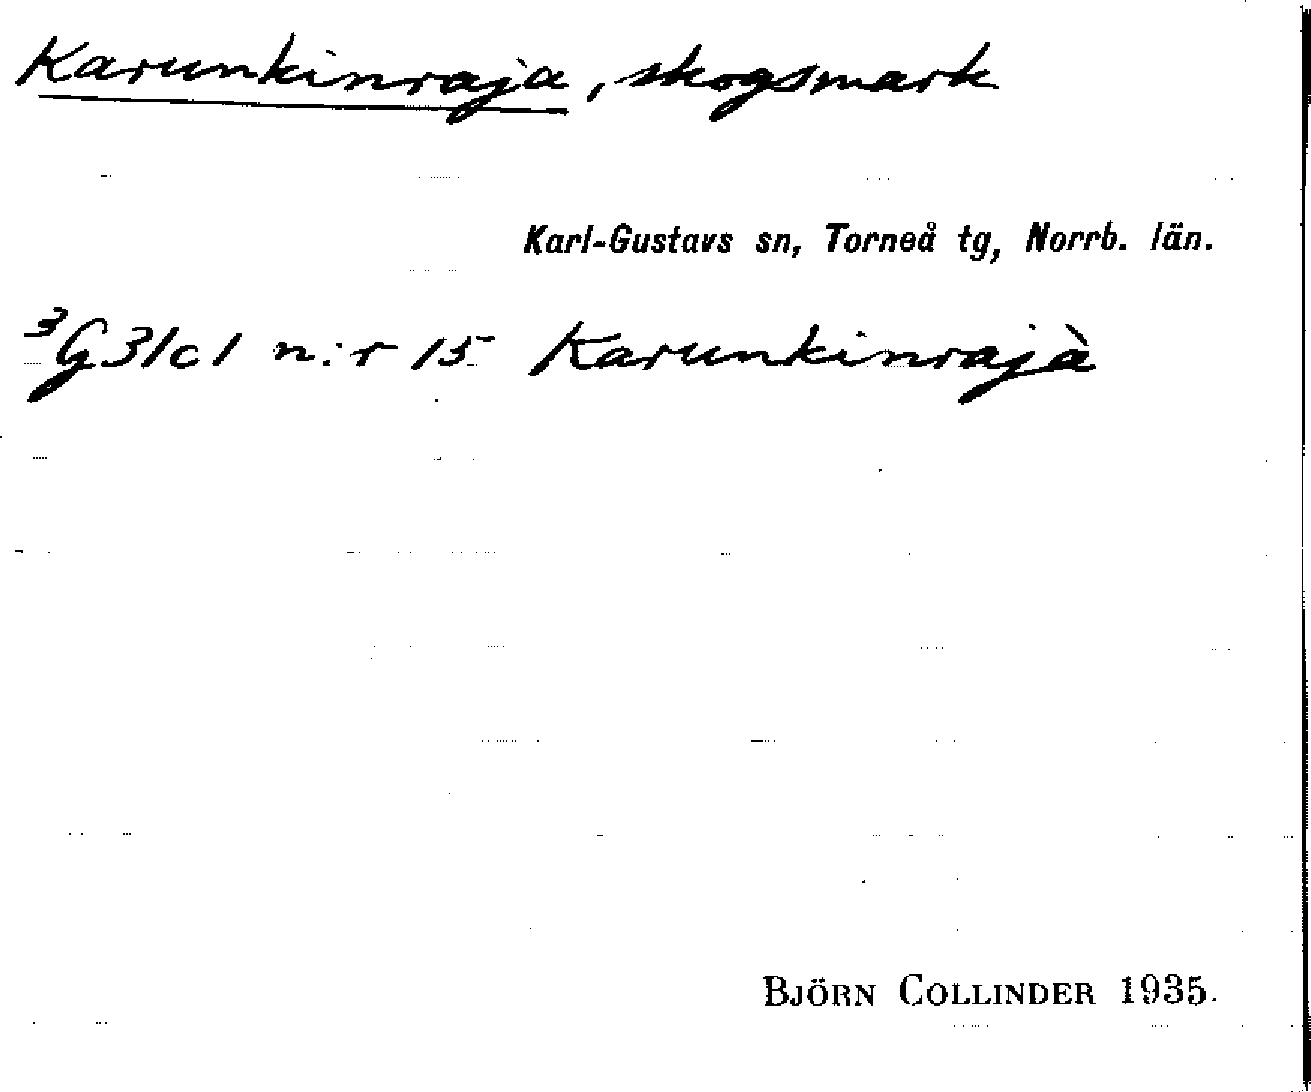 Karunkinraja, skogsmark
Karl-Gustavs sn, Torneå tg, Norrb. län.
³G31c1 n:r 15 Karunkinrajà
BJÖRN COLLINDER 1935.